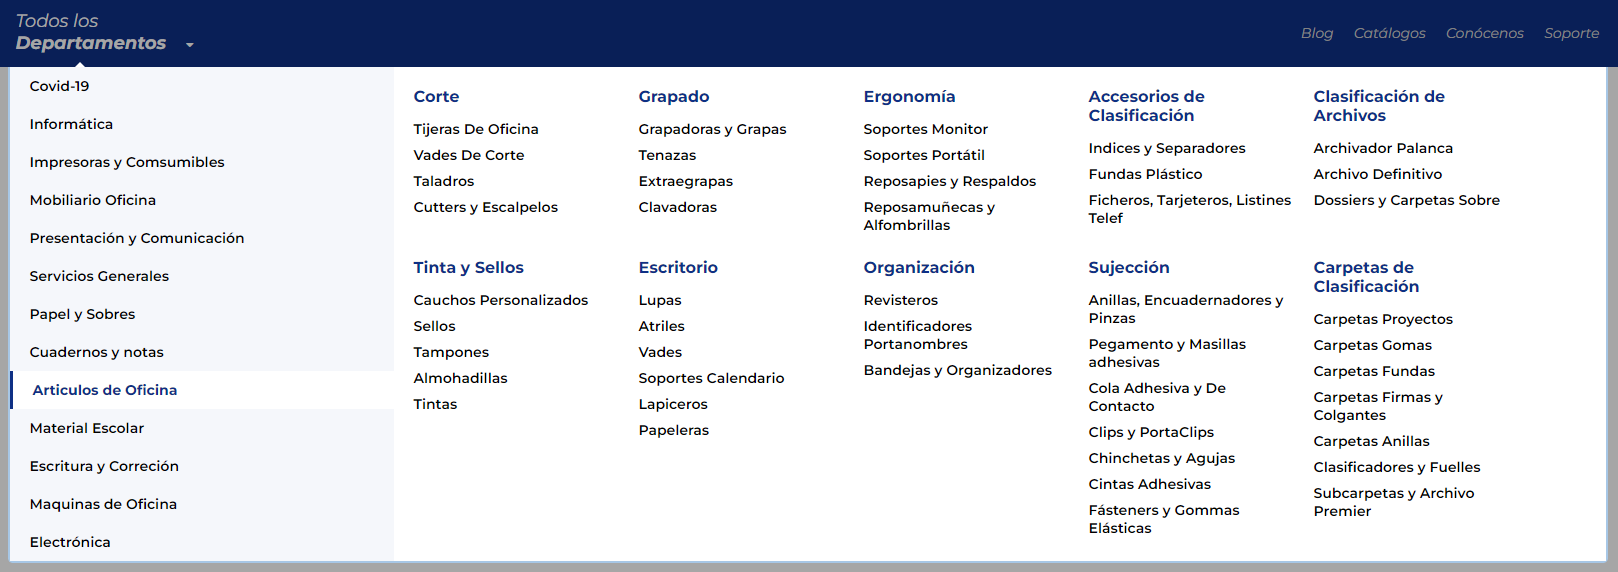 Todos los
Departamentos
Blog
Catálogos
Conócenos
Soporte
Covid-19
Informática
Impresoras y Comsumibles
Mobiliario Oficina
Presentación y Comunicación
Servicios Generales
Papel y Sobres
Cuadernos y notas
Articulos de Oficina
Material Escolar
Escritura y Correción
Maquinas de Oficina
Electrónica
Corte
Tijeras De Oficina
Vades De Corte
Taladros
Cutters y Escalpelos
Grapado
Grapadoras y Grapas
Tenazas
Extraegrapas
Clavadoras
Ergonomía
Soportes Monitor
Soportes Portátil
Reposapies y Respaldos
Reposamuñecas y
Alfombrillas
Accesorios de
Clasificación
Indices y Separadores
Fundas Plástico
Ficheros, Tarjeteros, Listines
Telef
Clasificación de
Archivos
Archivador Palanca
Archivo Definitivo
Dossiers y Carpetas Sobre
Tinta y Sellos
Cauchos Personalizados
Sellos
Tampones
Almohadillas
Tintas
Escritorio
Lupas
Atriles
Vades
Soportes Calendario
Lapiceros
Papeleras
Organización
Revisteros
Identificadores
Portanombres
Bandejas y Organizadores
Sujección
Anillas, Encuadernadores y
Pinzas
Pegamento y Masillas
adhesivas
Cola Adhesiva y De
Contacto
Clips y PortaClips
Chinchetas y Agujas
Cintas Adhesivas
Fásteners y Gommas
Elásticas
Carpetas de
Clasificación
Carpetas Proyectos
Carpetas Gomas
Carpetas Fundas
Carpetas Firmas y
Colgantes
Carpetas Anillas
Clasificadores y Fuelles
Subcarpetas y Archivo
Premier